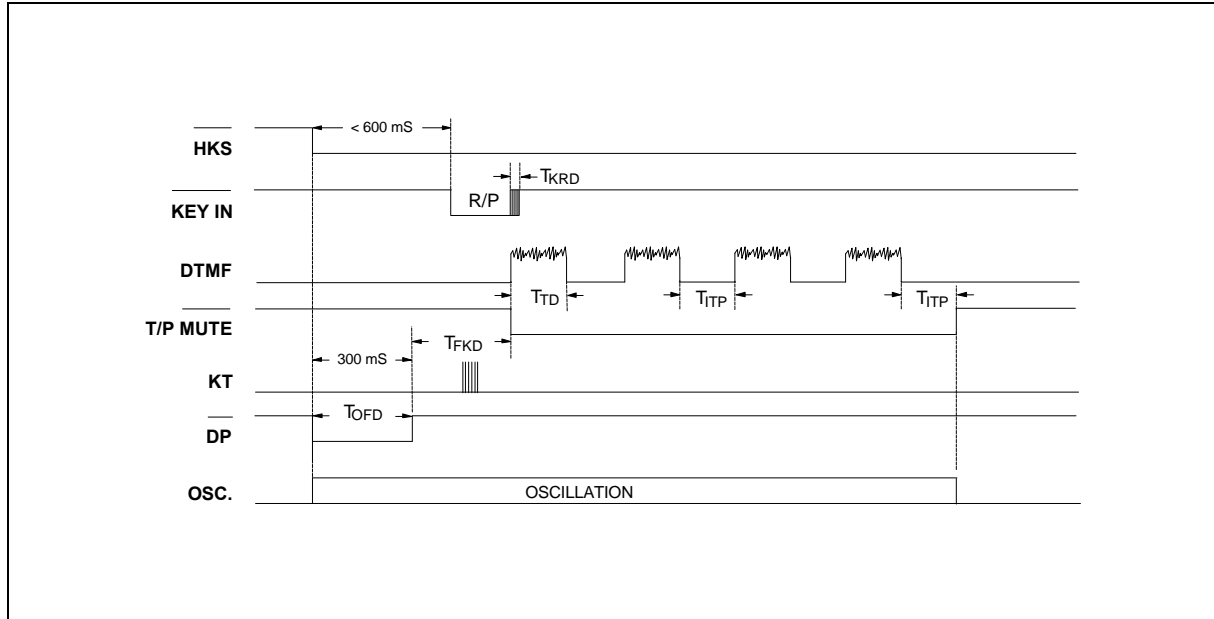 < 600 mS
HKS
TKRD
R/P
KEY IN
DTMF
TTD
TITP
TITP
T/P MUTE
TFKD
300 mS
KT
TOFD
DP
OSC.
OSCILLATION